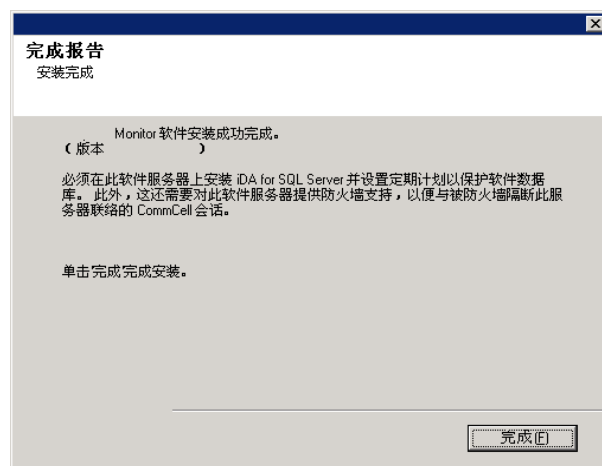 完成报告
安装完成
Monitor 软件安装成功完成。
( 版本 )
必须在此软件服务器上安装 iDA for SQL Server 并设置定期计划以保护软件数据
库。 此外，这还需要对此软件服务器提供防火墙支持，以便与被防火墙隔断此服
务器联络的 CommCell 会话。
单击完成完成安装。
完成(F)